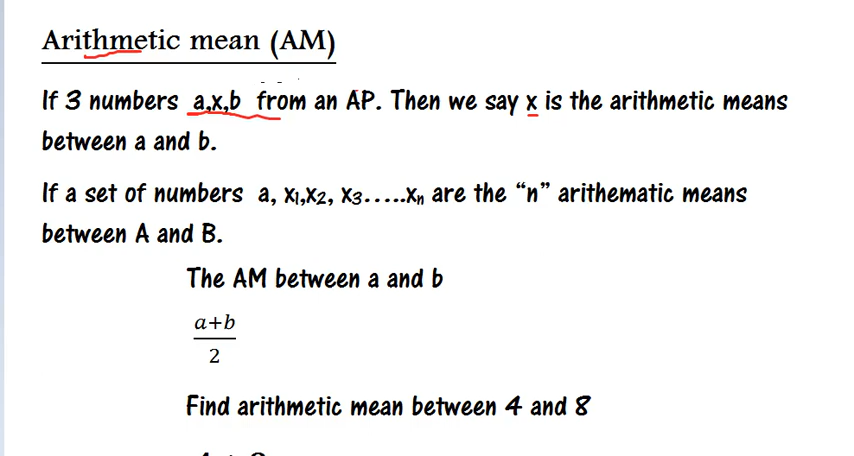 Arithmetic mean (AM)
If 3 numbers a,x,b from an AP. Then we say x is the arithmetic means
between a and b.
If a set of numbers a, x₁,x₂, x₃.....xₙ are the “n” arithematic means
between A and B.
The AM between a and b
a+b
2
Find arithmetic mean between 4 and 8